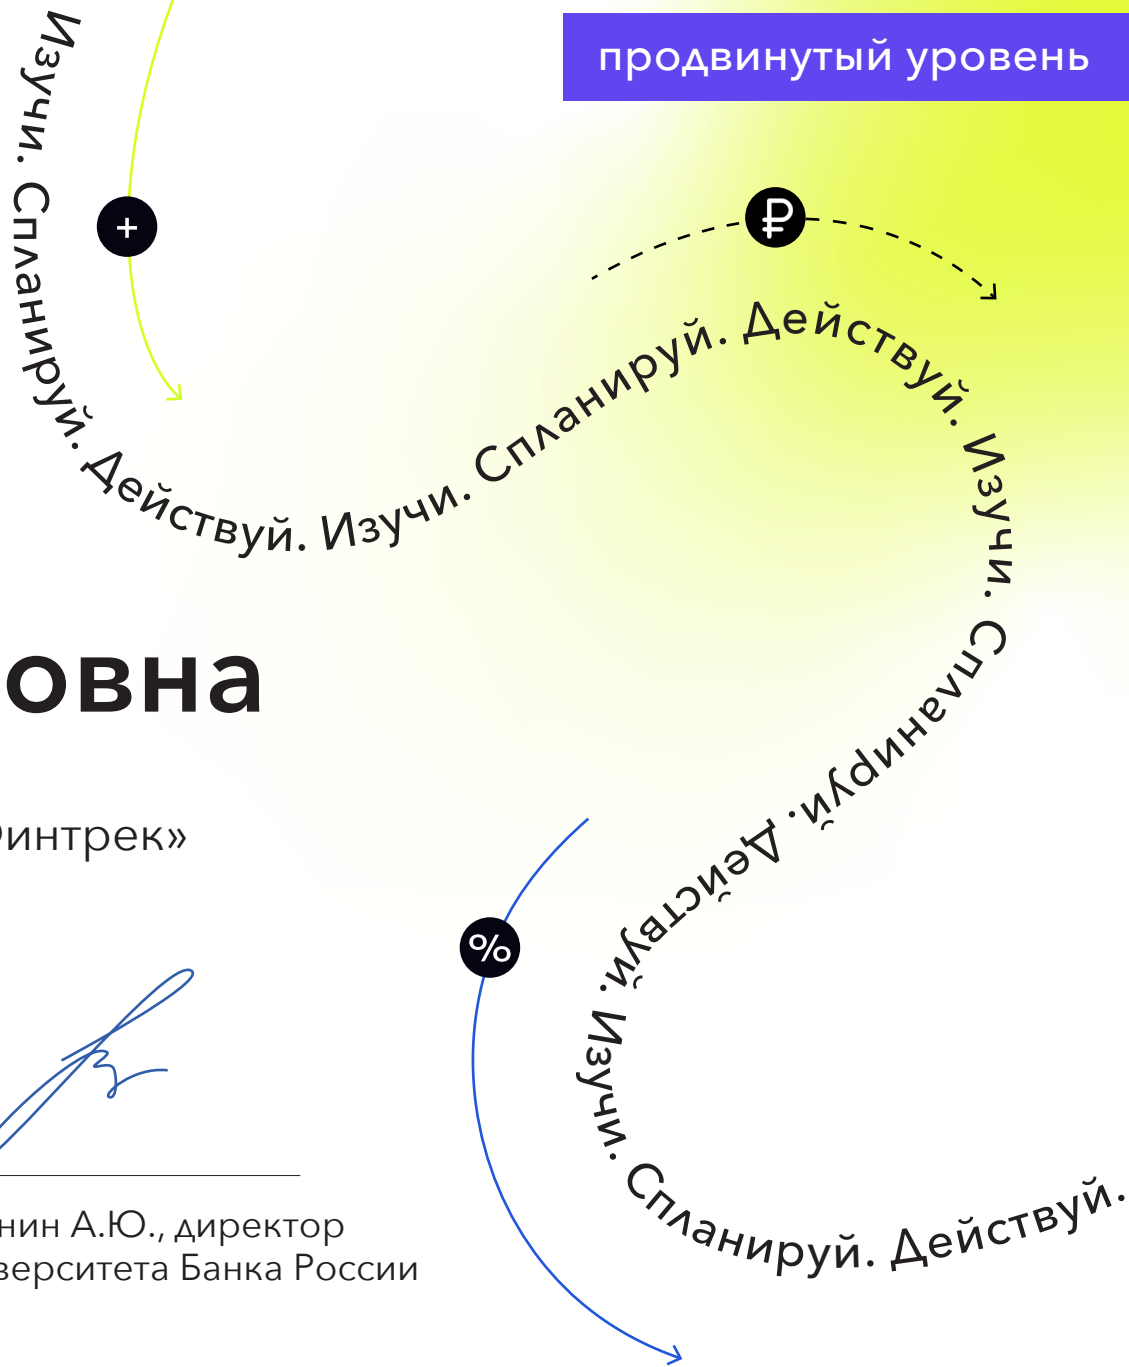 продвинутый уровень
Изучи. Спланируй. Действуй. Изучи. Спланируй. Действуй. Изучи. Спланируй. Действуй. Изучи. Спланируй. Действуй.
+
₽
овна
Финтрек»
%
нин А.Ю., директор
верситета Банка России